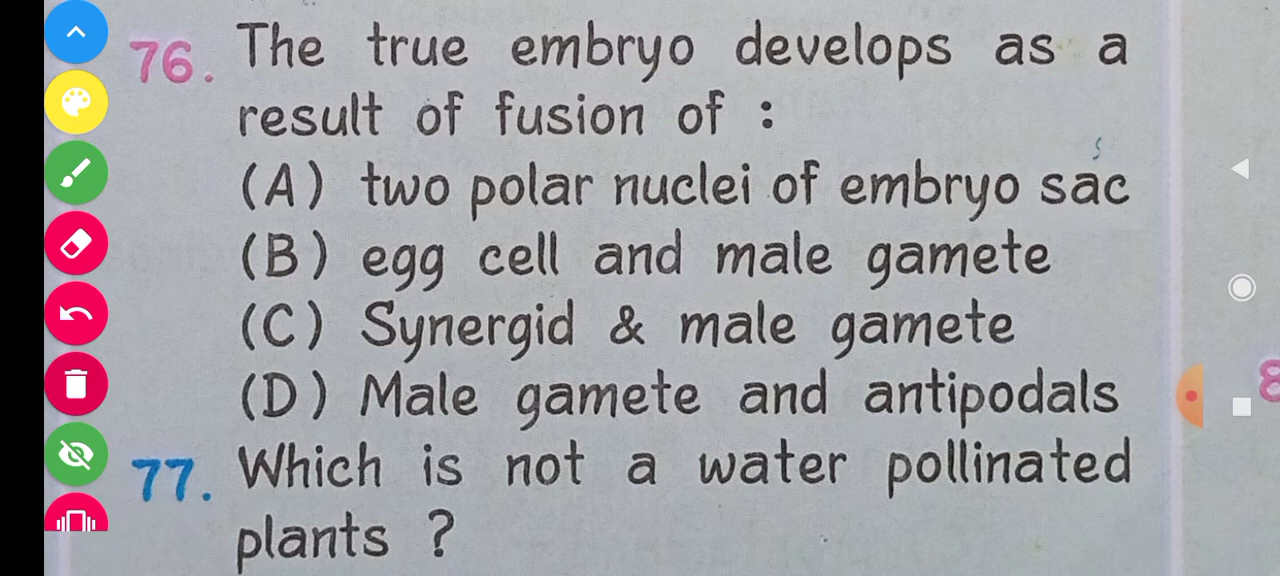 76. The true embryo develops as a
result of fusion of :
(A) two polar nuclei of embryo sac
(B) egg cell and male gamete
(C) Synergid & male gamete
(D) Male gamete and antipodals
8
77. Which is not a water pollinated
plants ?